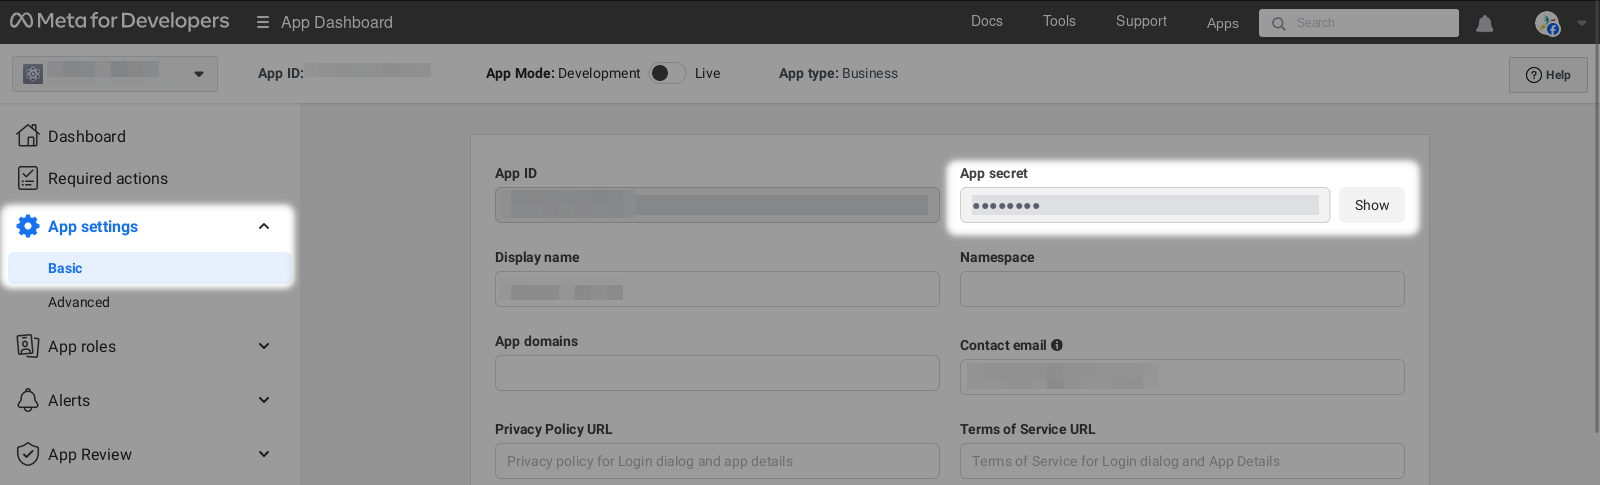 Meta for Developers
App Dashboard
Docs
Tools
Support
Apps
Search
App ID:
App Mode: Development
Live
App type: Business
Help
Dashboard
Required actions
App settings
Basic
Advanced
App roles
Alerts
App Review
App ID
App secret
••••••••
Show
Display name
Namespace
App domains
Contact email
Privacy Policy URL
Privacy policy for Login dialog and app details
Terms of Service URL
Terms of Service for Login dialog and App Details